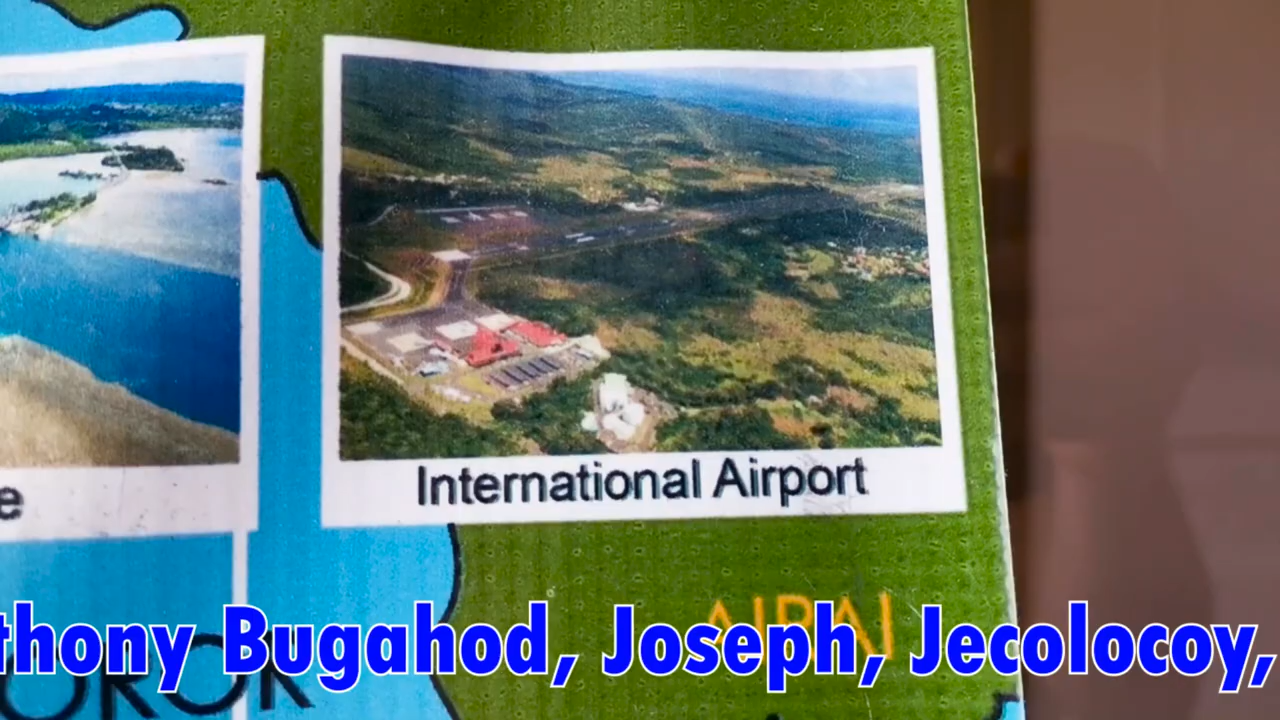 e
International Airport
AIRAI
thony Bugahod, Joseph, Jecolocoy,
OROR